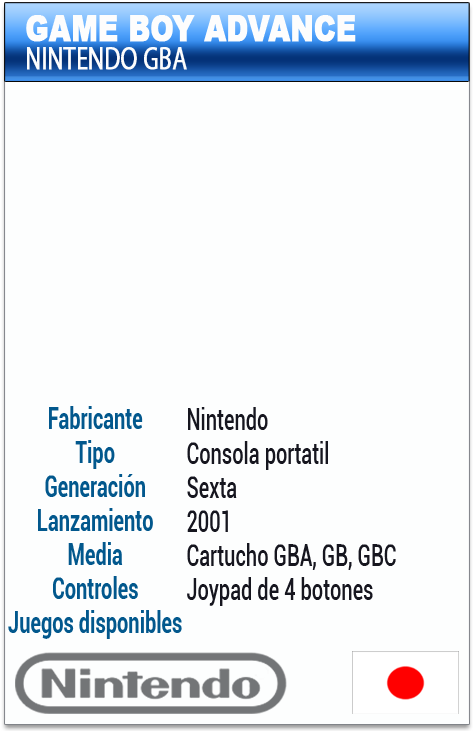 GAME BOY ADVANCE
NINTENDO GBA
Fabricante Nintendo
Tipo Consola portatil
Generación Sexta
Lanzamiento 2001
Media Cartucho GBA, GB, GBC
Controles Joypad de 4 botones
Juegos disponibles
Nintendo